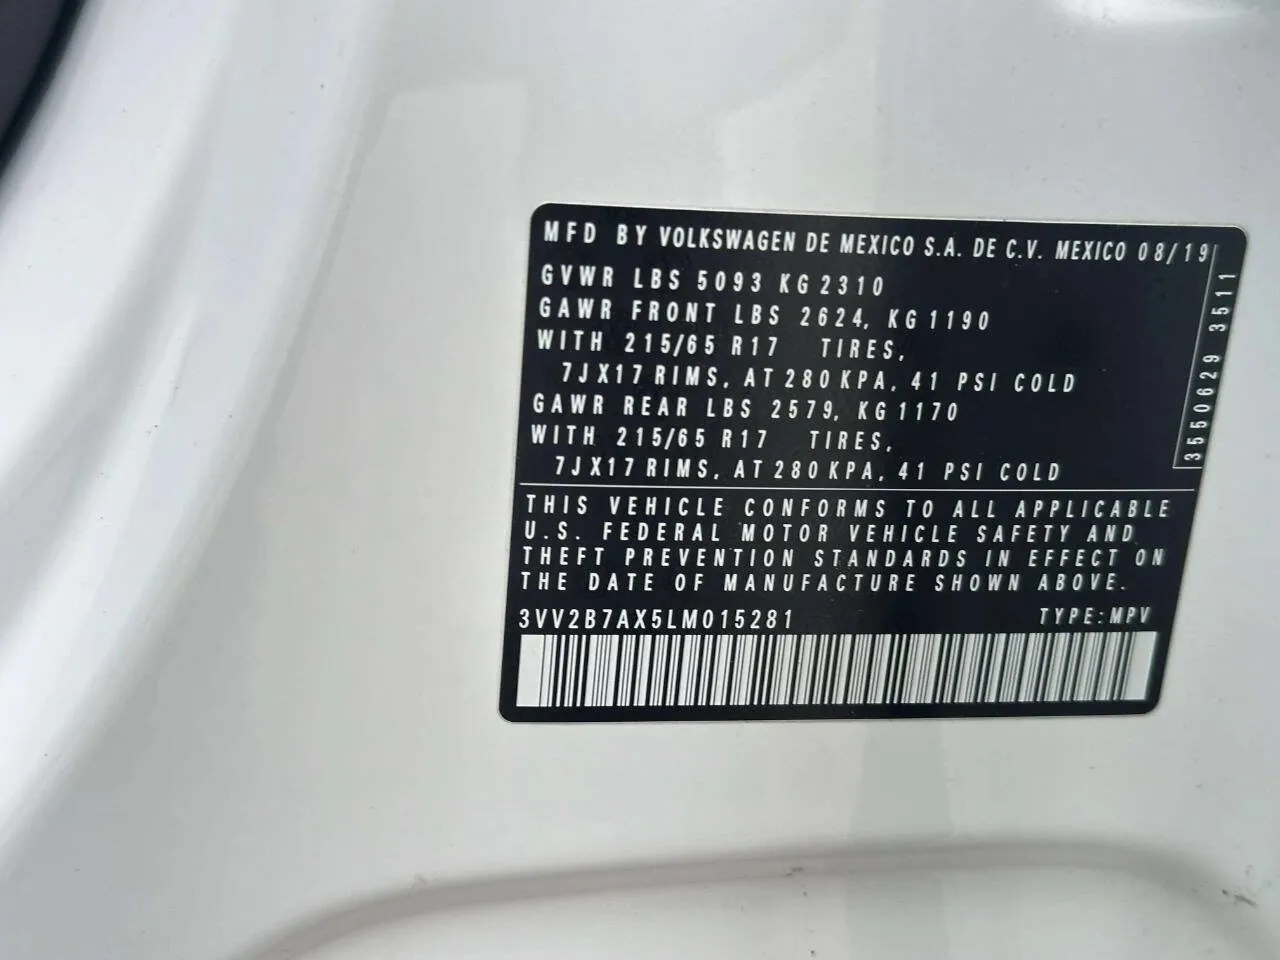 MFD BY VOLKSWAGEN DE MEXICO S.A. DE C.V. MEXICO 08/19
GVWR LBS 5093 KG 2310
GAWR FRONT LBS 2624, KG 1190
WITH 215/65 R17 TIRES,
7J X17 RIMS, AT 280 KPA, 41 PSI COLD
GAWR REAR LBS 2579, KG 1170
WITH 215/65 R17 TIRES,
7J X17 RIMS, AT 280 KPA, 41 PSI COLD
3550629 3511
THIS VEHICLE CONFORMS TO ALL APPLICABLE
U.S. FEDERAL MOTOR VEHICLE SAFETY AND
THEFT PREVENTION STANDARDS IN EFFECT ON
THE DATE OF MANUFACTURE SHOWN ABOVE.
3VV2B7AX5LM015281 TYPE: MPV